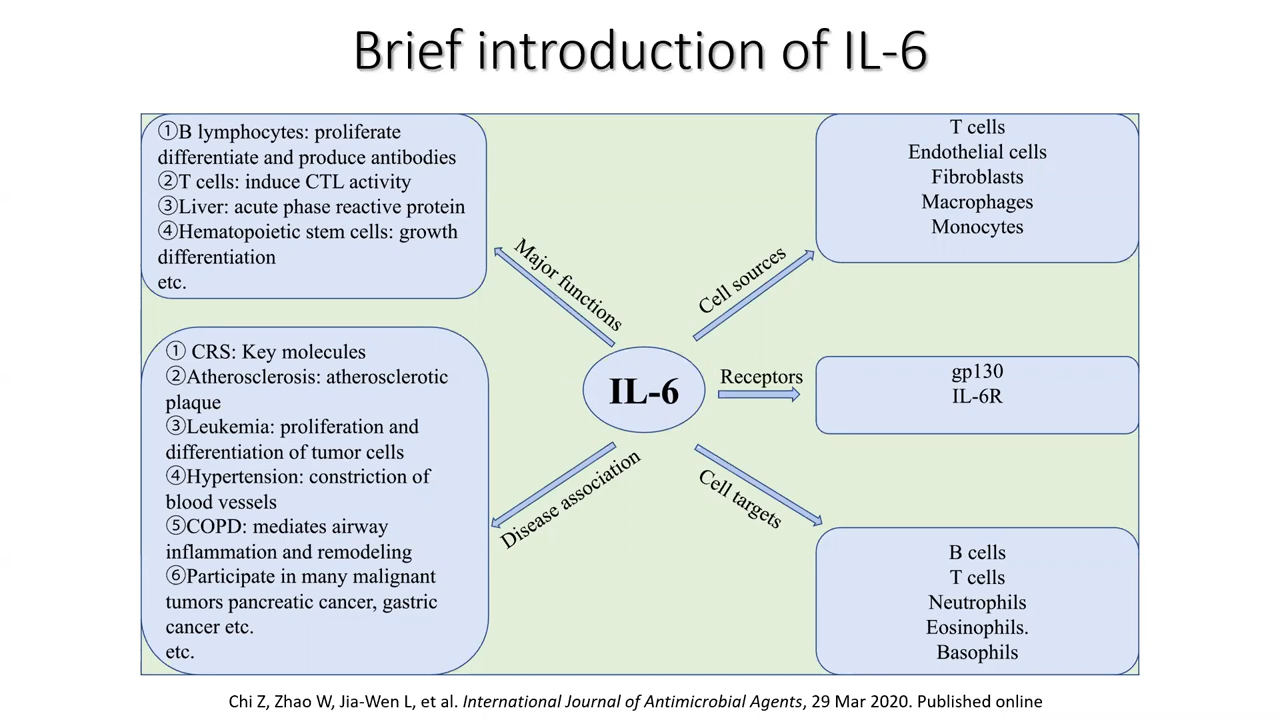 Brief introduction of IL-6
①B lymphocytes: proliferate
differentiate and produce antibodies
②T cells: induce CTL activity
③Liver: acute phase reactive protein
④Hematopoietic stem cells: growth
differentiation
etc.
T cells
Endothelial cells
Fibroblasts
Macrophages
Monocytes
Major functions
Cell sources
① CRS: Key molecules
②Atherosclerosis: atherosclerotic
plaque
③Leukemia: proliferation and
differentiation of tumor cells
④Hypertension: constriction of
blood vessels
⑤COPD: mediates airway
inflammation and remodeling
⑥Participate in many malignant
tumors pancreatic cancer, gastric
cancer etc.
etc.
IL-6
Receptors
gp130
IL-6R
Disease association
Cell targets
B cells
T cells
Neutrophils
Eosinophils.
Basophils
Chi Z, Zhao W, Jia-Wen L, et al. International Journal of Antimicrobial Agents, 29 Mar 2020. Published online